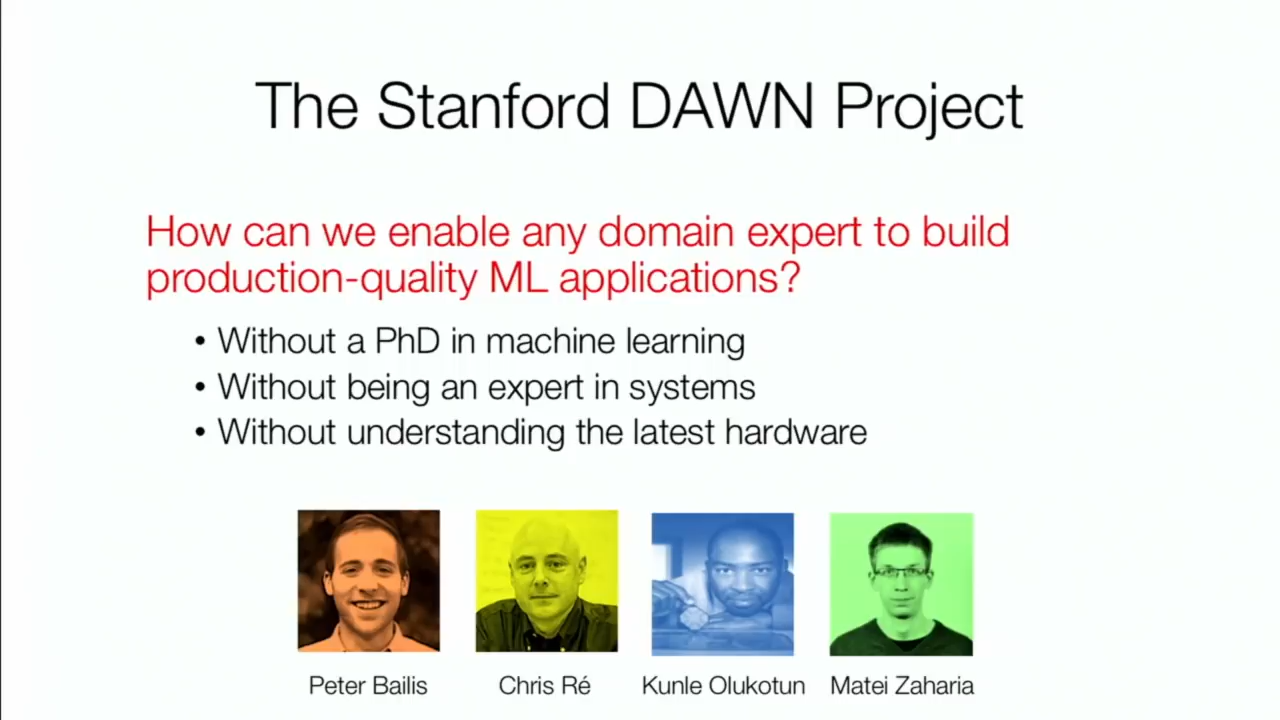 The Stanford DAWN Project
How can we enable any domain expert to build
production-quality ML applications?
• Without a PhD in machine learning
• Without being an expert in systems
• Without understanding the latest hardware
Peter Bailis
Chris Ré
Kunle Olukotun
Matei Zaharia